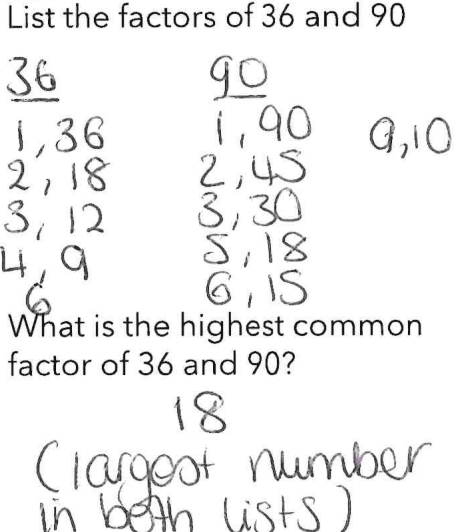 List the factors of 36 and 90
36 90
1, 36 1, 90 9, 10
2, 18 2, 45
3, 12 3, 30
4, 9 5, 18
6 6, 15
What is the highest common
factor of 36 and 90?
18
(largest number
in both lists)